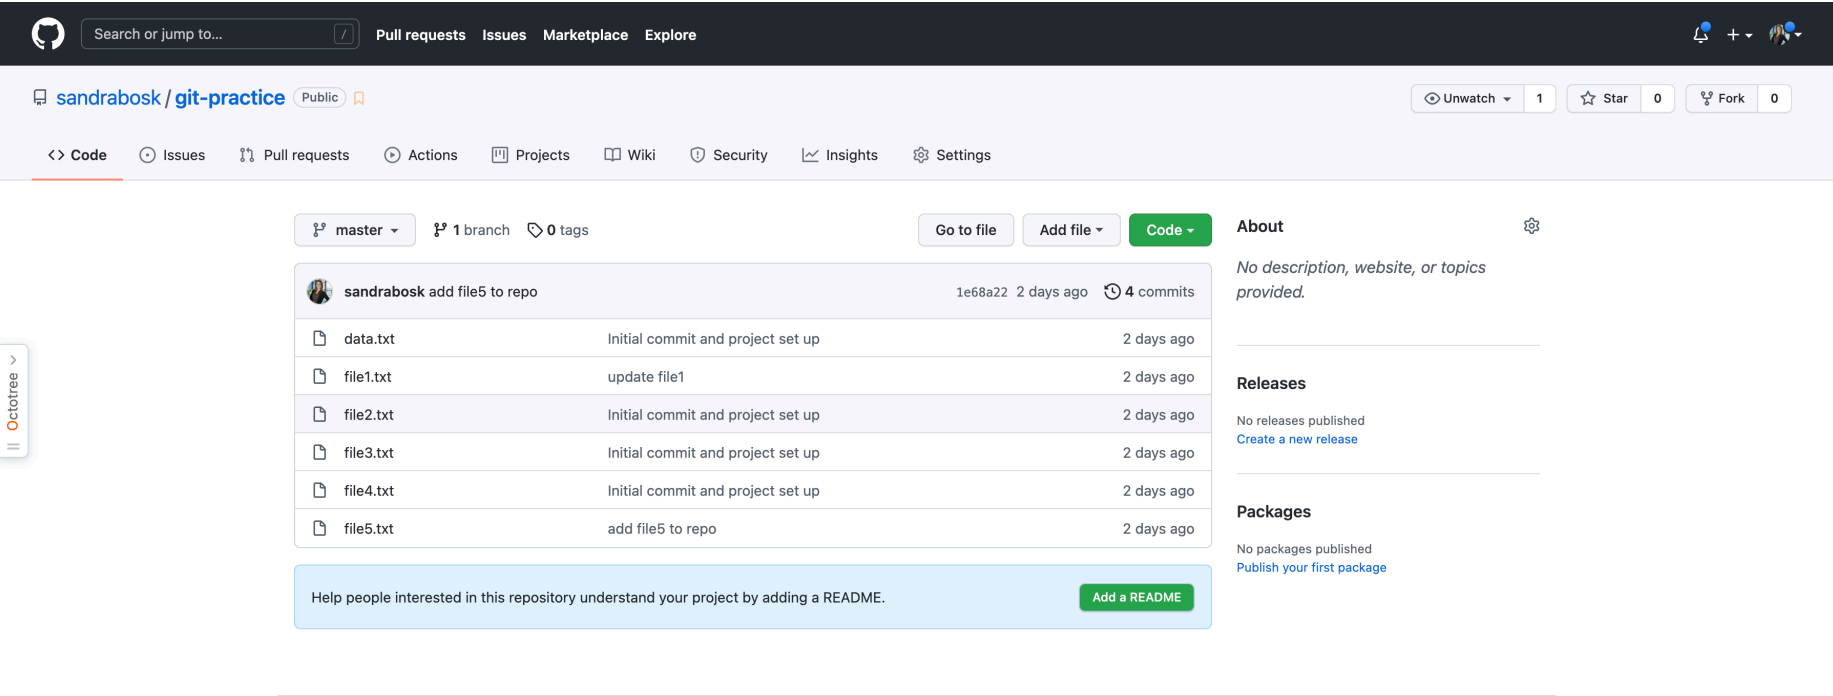 Search or jump to... /
Pull requests Issues Marketplace Explore
sandrabosk / git-practice Public
Unwatch 1 Star 0 Fork 0
Code Issues Pull requests Actions Projects Wiki Security Insights Settings
master 1 branch 0 tags Go to file Add file Code
sandrabosk add file5 to repo 1e68a22 2 days ago 4 commits
data.txt Initial commit and project set up 2 days ago
file1.txt update file1 2 days ago
file2.txt Initial commit and project set up 2 days ago
file3.txt Initial commit and project set up 2 days ago
file4.txt Initial commit and project set up 2 days ago
file5.txt add file5 to repo 2 days ago
Help people interested in this repository understand your project by adding a README. Add a README
About
No description, website, or topics
provided.
Releases
No releases published
Create a new release
Packages
No packages published
Publish your first package
Octotree